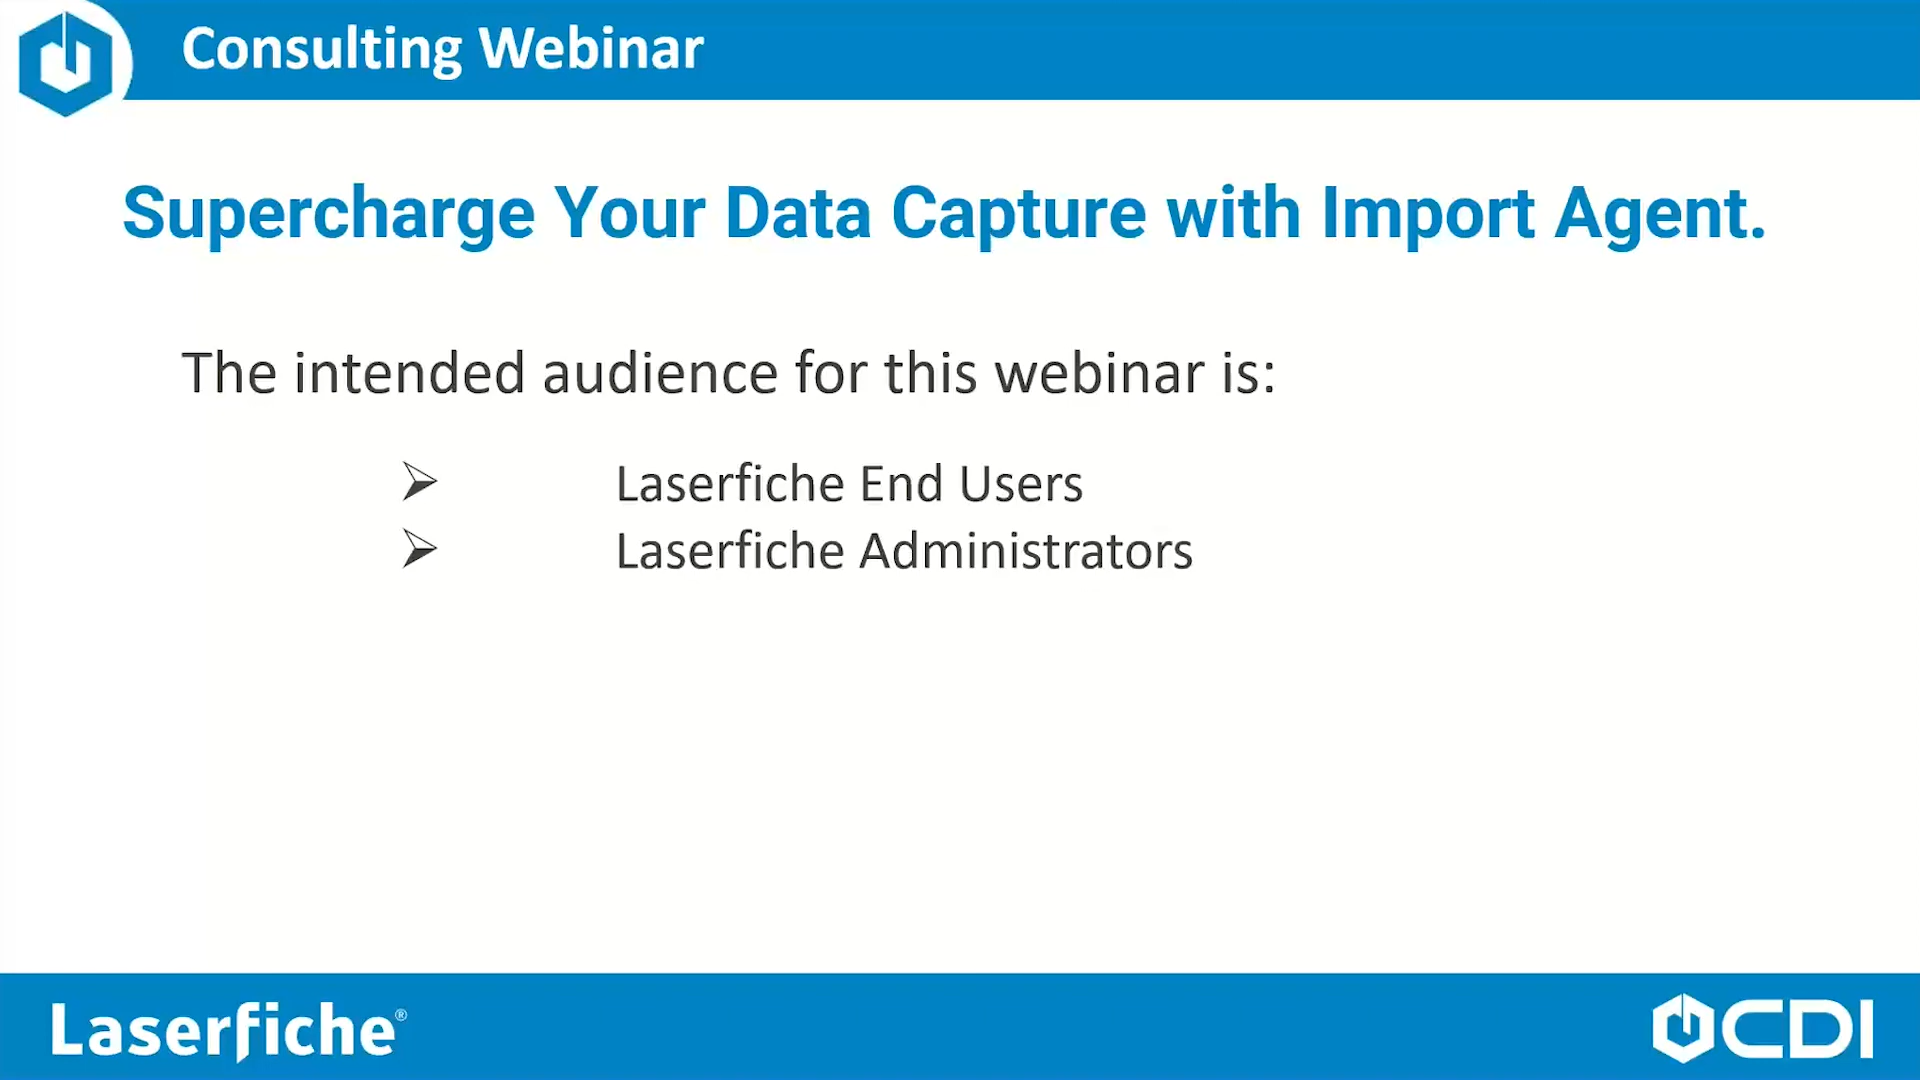 Consulting Webinar
Supercharge Your Data Capture with Import Agent.
The intended audience for this webinar is:
➢ Laserfiche End Users
➢ Laserfiche Administrators
Laserfiche®
CDI